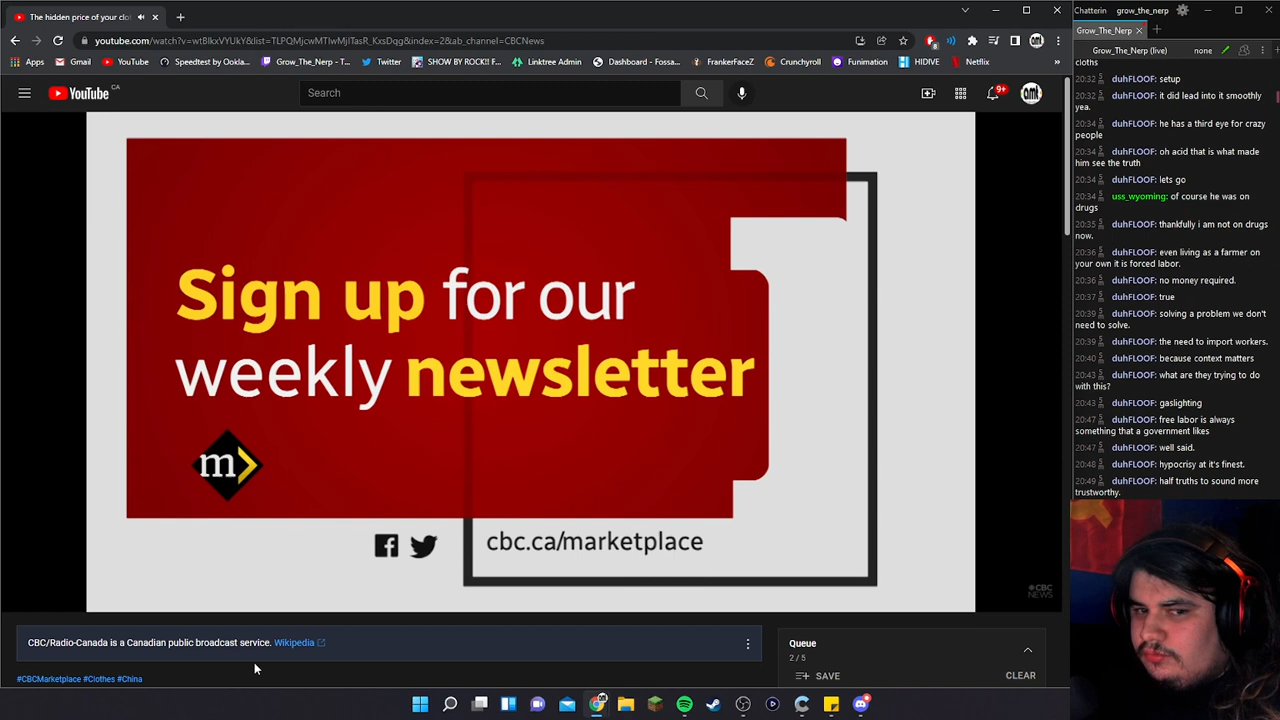 The hidden price of your clo
youtube.com/watch?v=wtBlkxVYUkY&list=TLPQMjcwMTIwMjITasR_KxsDqg&index=2&ab_channel=CBCNews
Apps
Gmail
YouTube
Speedtest by Ookla...
Grow_The_Nerp - T...
Twitter
SHOW BY ROCK!! F...
Linktree Admin
Dashboard - Fossa...
FrankerFaceZ
Crunchyroll
Funimation
HIDIVE
Netflix
YouTube CA
Search
9+
Sign up for our
weekly newsletter
m
cbc.ca/marketplace
CBC
NEWS
CBC/Radio-Canada is a Canadian public broadcast service. Wikipedia
#CBCMarketplace #Clothes #China
Queue
2 / 5
SAVE
CLEAR
Chatterin
grow_the_nerp
Grow_The_Nerp
Grow_The_Nerp (live)
none
cloths
20:32 duhFLOOF: setup
20:32 duhFLOOF: it did lead into it smoothly
yea.
20:34 duhFLOOF: he has a third eye for crazy
people
20:34 duhFLOOF: oh acid that is what made
him see the truth
20:34 duhFLOOF: lets go
20:34 uss_wyoming: of course he was on
drugs
20:35 duhFLOOF: thankfully i am not on drugs
now.
20:36 duhFLOOF: even living as a farmer on
your own it is forced labor.
20:36 duhFLOOF: no money required.
20:37 duhFLOOF: true
20:39 duhFLOOF: solving a problem we don't
need to solve.
20:39 duhFLOOF: the need to import workers.
20:40 duhFLOOF: because context matters
20:43 duhFLOOF: what are they trying to do
with this?
20:43 duhFLOOF: gaslighting
20:47 duhFLOOF: free labor is always
something that a government likes
20:47 duhFLOOF: well said.
20:48 duhFLOOF: hypocrisy at it's finest.
20:49 duhFLOOF: half truths to sound more
trustworthy.